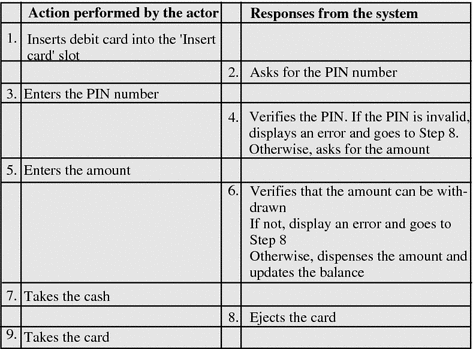 Action performed by the actor
Responses from the system
1. Inserts debit card into the 'Insert
card' slot
2. Asks for the PIN number
3. Enters the PIN number
4. Verifies the PIN. If the PIN is invalid,
displays an error and goes to Step 8.
Otherwise, asks for the amount
5. Enters the amount
6. Verifies that the amount can be with-
drawn
If not, display an error and goes to
Step 8
Otherwise, dispenses the amount and
updates the balance
7. Takes the cash
8. Ejects the card
9. Takes the card